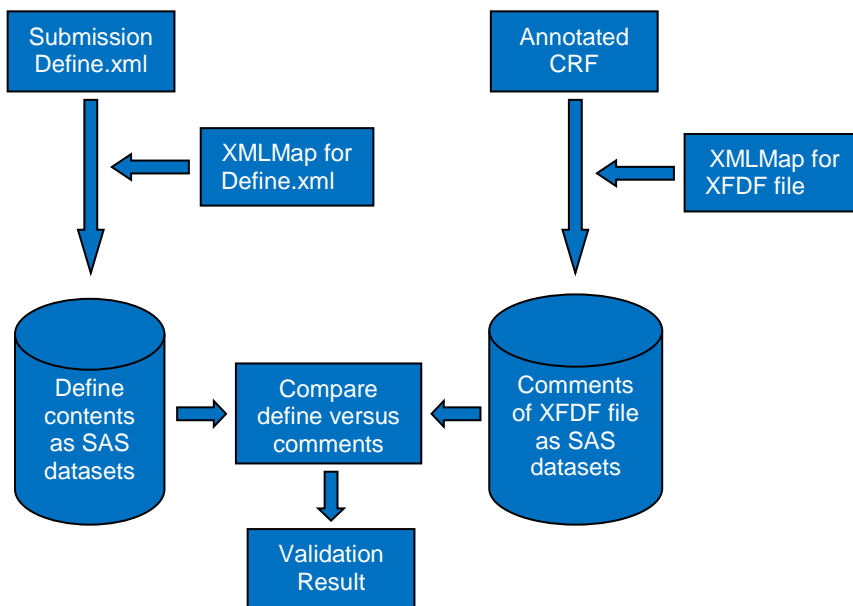 Submission
Define.xml
Annotated
CRF
XMLMap for
Define.xml
XMLMap for
XFDF file
Define
contents
as SAS
datasets
Compare
define versus
comments
Comments
of XFDF file
as SAS
datasets
Validation
Result